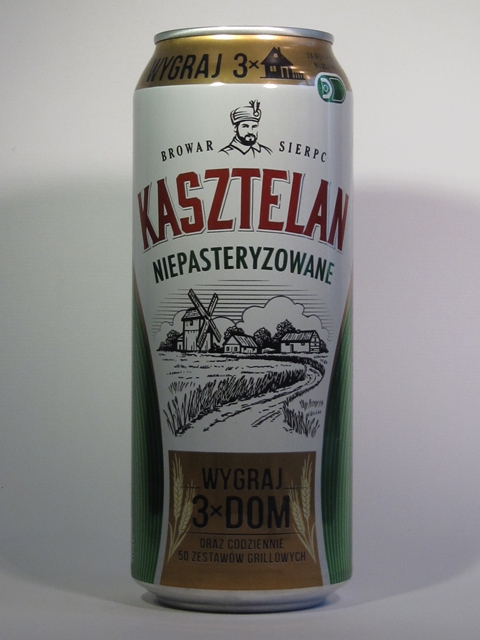 WYGRAJ 3×
BROWAR SIERPC
KASZTELAN
NIEPASTERYZOWANE
WYGRAJ
3×DOM
ORAZ CODZIENNIE
50 ZESTAWÓW GRILLOWYCH